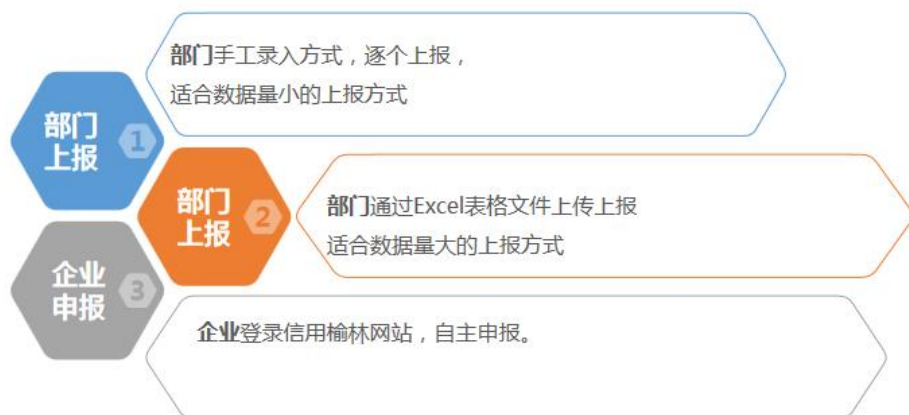 部门
上报
1
部门手工录入方式，逐个上报，
适合数据量小的上报方式
部门
上报
2
部门通过Excel表格文件上传上报
适合数据量大的上报方式
企业
申报
3
企业登录信用榆林网站，自主申报。